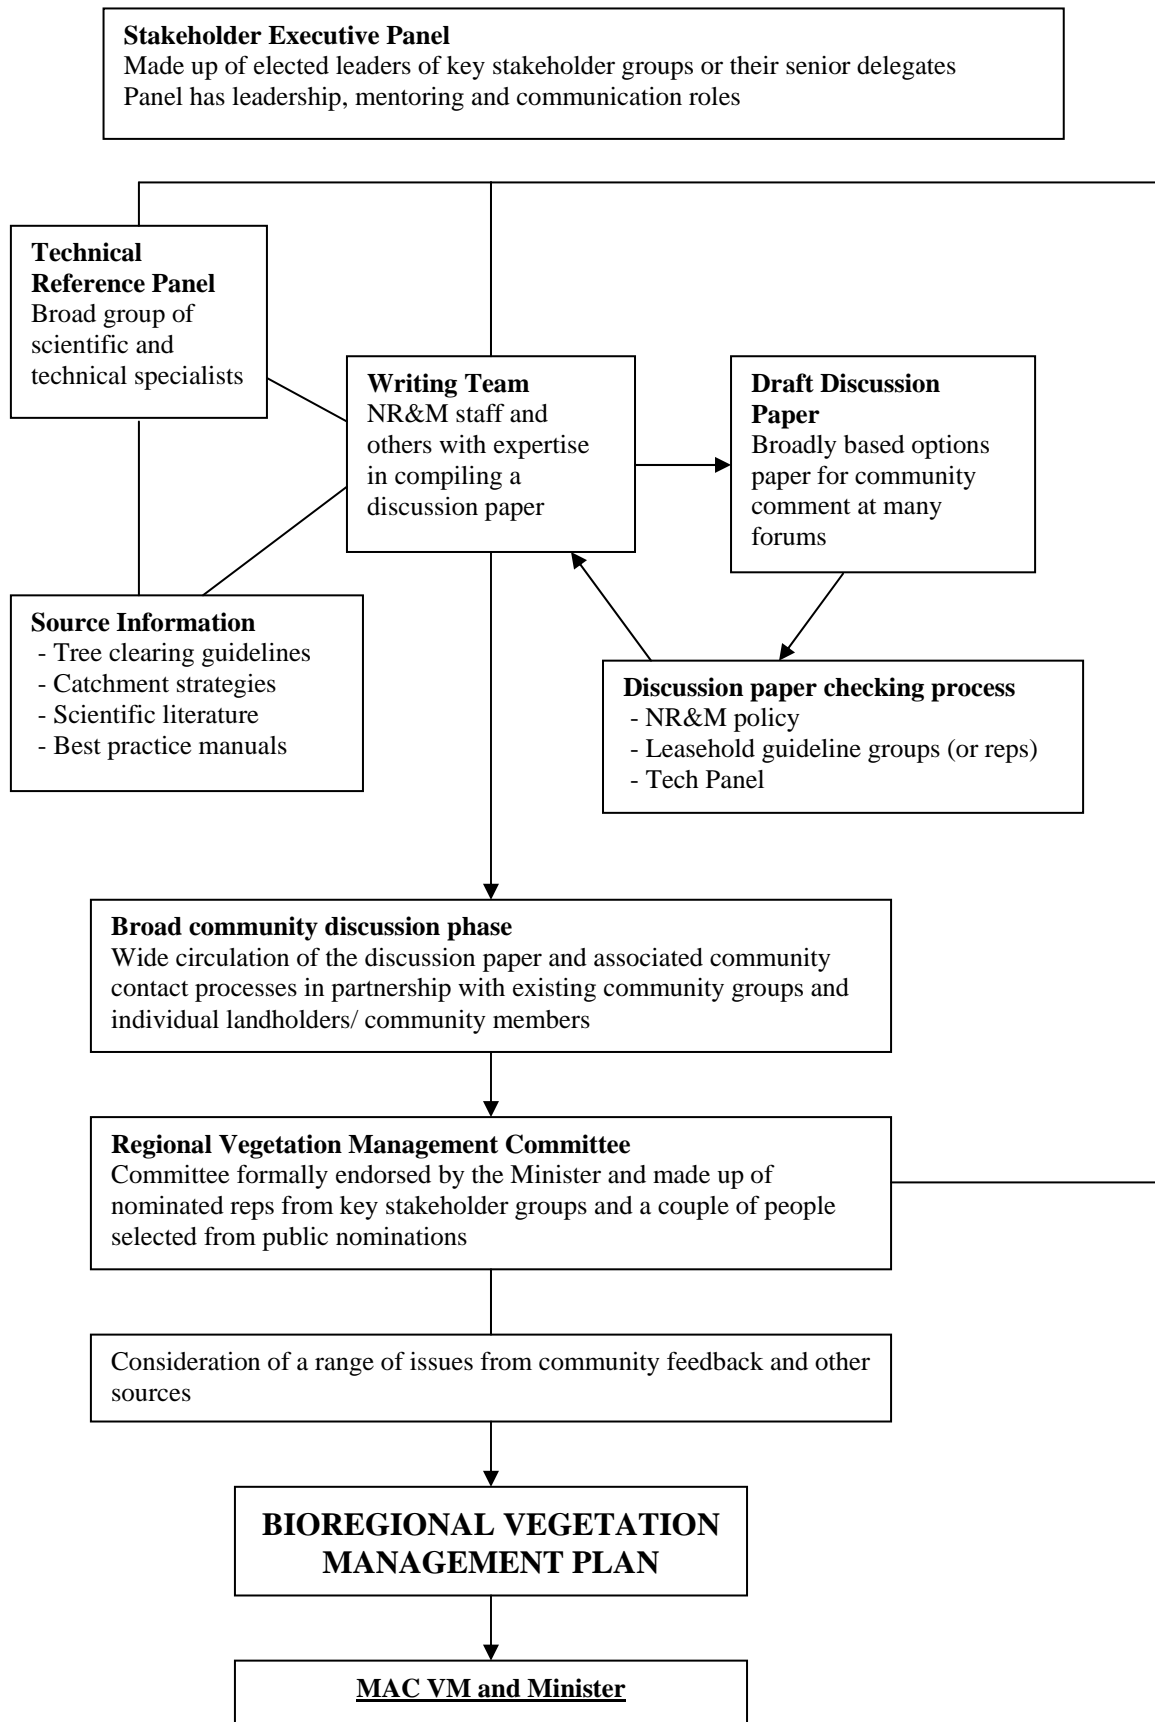 Stakeholder Executive Panel
Made up of elected leaders of key stakeholder groups or their senior delegates
Panel has leadership, mentoring and communication roles
Technical
Reference Panel
Broad group of
scientific and
technical specialists
Writing Team
NR&M staff and
others with expertise
in compiling a
discussion paper
Draft Discussion
Paper
Broadly based options
paper for community
comment at many
forums
Source Information
- Tree clearing guidelines
- Catchment strategies
- Scientific literature
- Best practice manuals
Discussion paper checking process
- NR&M policy
- Leasehold guideline groups (or reps)
- Tech Panel
Broad community discussion phase
Wide circulation of the discussion paper and associated community
contact processes in partnership with existing community groups and
individual landholders/ community members
Regional Vegetation Management Committee
Committee formally endorsed by the Minister and made up of
nominated reps from key stakeholder groups and a couple of people
selected from public nominations
Consideration of a range of issues from community feedback and other
sources
BIOREGIONAL VEGETATION
MANAGEMENT PLAN
MAC VM and Minister